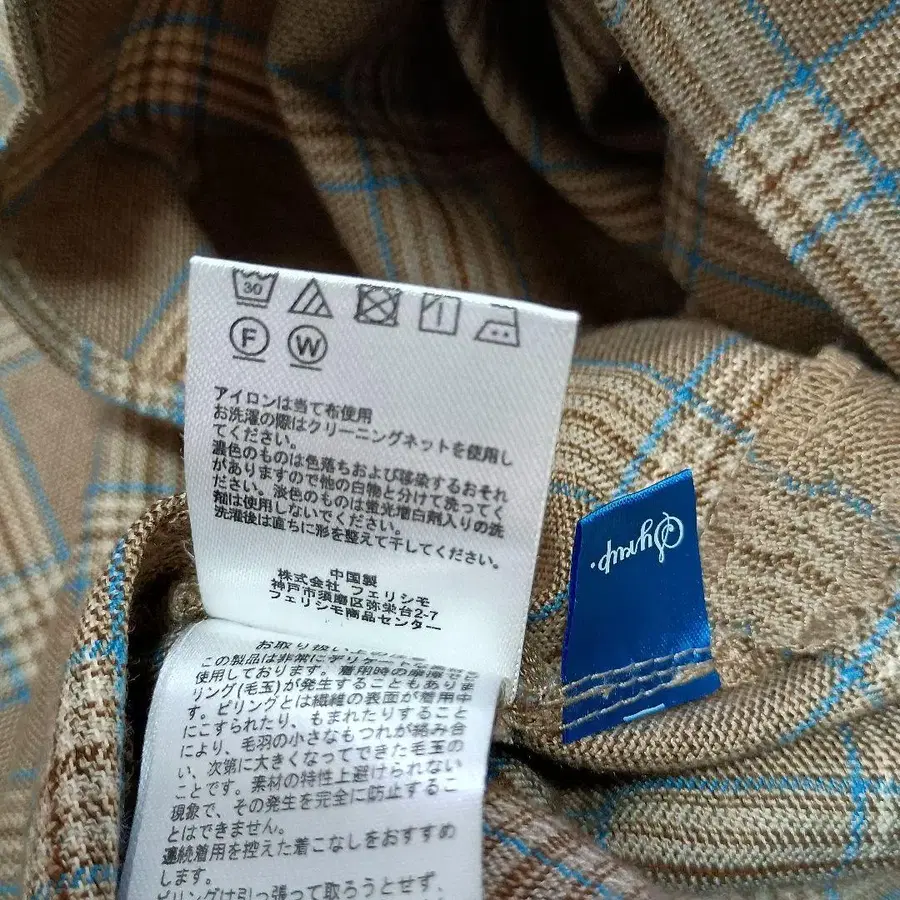 30
F W
アイロンは当て布使用
お洗濯の際はクリーニングネットを使用し
てください。
濃色のものは色落ちおよび移染するおそれ
がありますので他の白物と分けて洗ってく
ださい。淡色のものは蛍光増白剤入りの洗
剤は使用しないでください。
洗濯後は直ちに形を整えて干してください。
中国製
株式会社 フェリシモ
神戸市須磨区弥栄台2-7
フェリシモ商品センター
Syrup.
お取り扱い上の
この製品は非常にデリケートな
使用しております。着用時の摩擦でピ
リング(毛玉)が発生することもありま
す。ピリングとは繊維の表面が着用中
にこすられたり、もまれたりすること
により、毛羽の小さなもつれが絡み合
い、次第に大きくなってできた毛玉の
ことです。素材の特性上避けられない
現象で、その発生を完全に防止するこ
とはできません。
連続着用を控えた着こなしをおすすめ
します。
ピリングは引っ張って取ろうとせず、